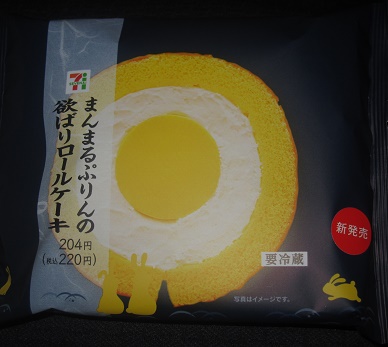 まんまるぷりんの
欲ばりロールケーキ
204円
(税込220円)
新発売
要冷蔵
写真はイメージです。